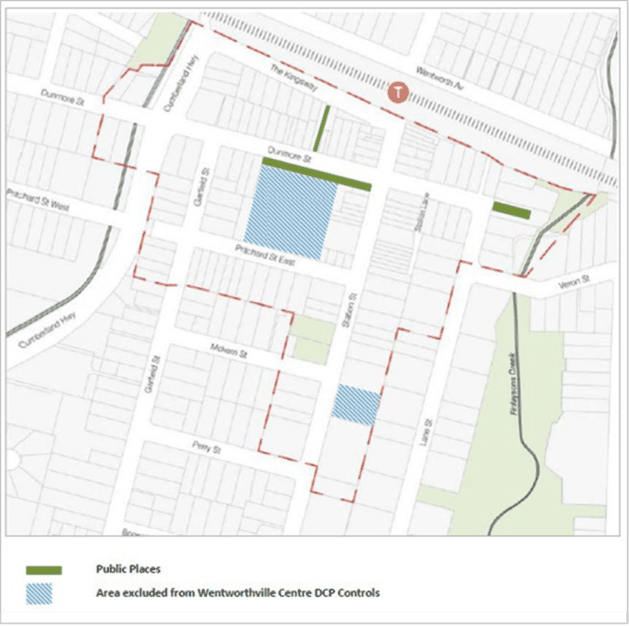 Wentworth Av
The Kingsway
T
Cumberland Hwy
Dunmore St
Dunmore St
Garfield St
Station Lane
Pritchard St West
Pritchard St East
Veron St
Station St
Cumberland Hwy
Mckern St
Garfield St
Finlaysons Creek
Lane St
Perry St
Public Places
Area excluded from Wentworthville Centre DCP Controls